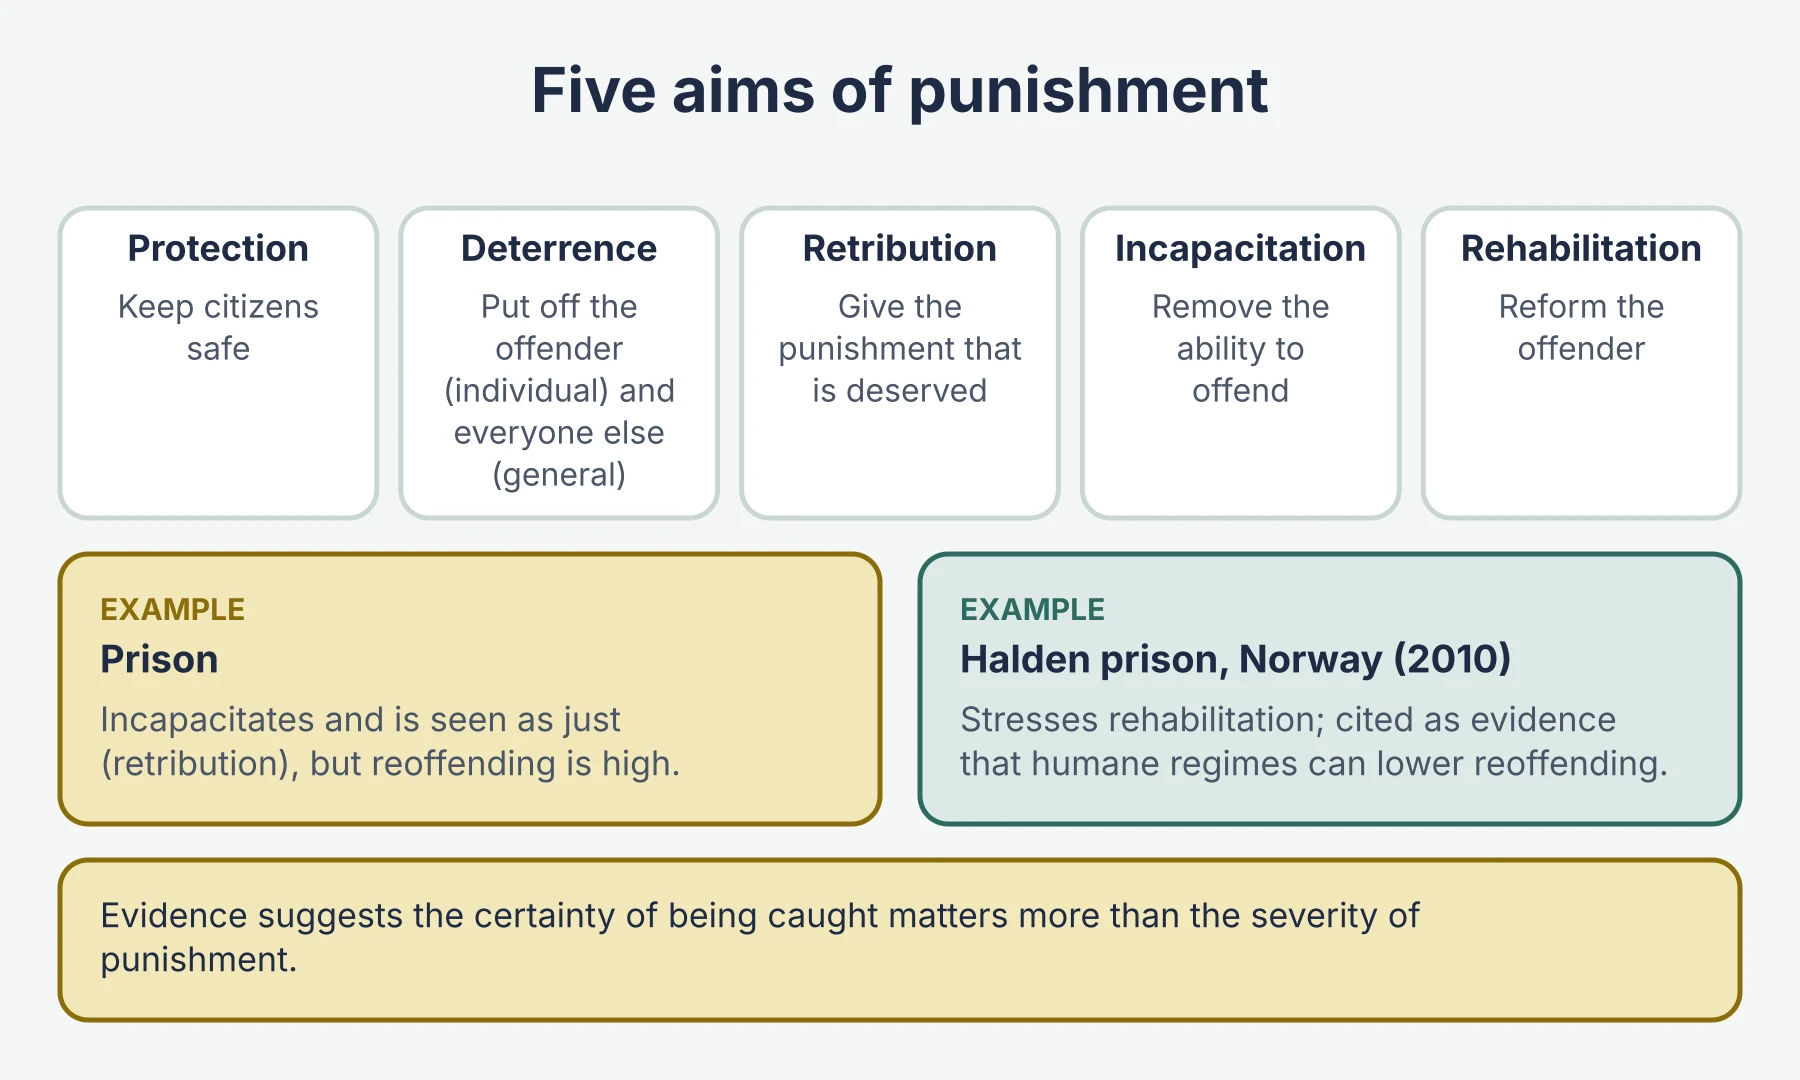 Five aims of punishment
Protection
Keep citizens
safe
Deterrence
Put off the
offender
(individual) and
everyone else
(general)
Retribution
Give the
punishment that
is deserved
Incapacitation
Remove the
ability to
offend
Rehabilitation
Reform the
offender
EXAMPLE
Prison
Incapacitates and is seen as just
(retribution), but reoffending is high.
EXAMPLE
Halden prison, Norway (2010)
Stresses rehabilitation; cited as evidence
that humane regimes can lower reoffending.
Evidence suggests the certainty of being caught matters more than the severity of
punishment.